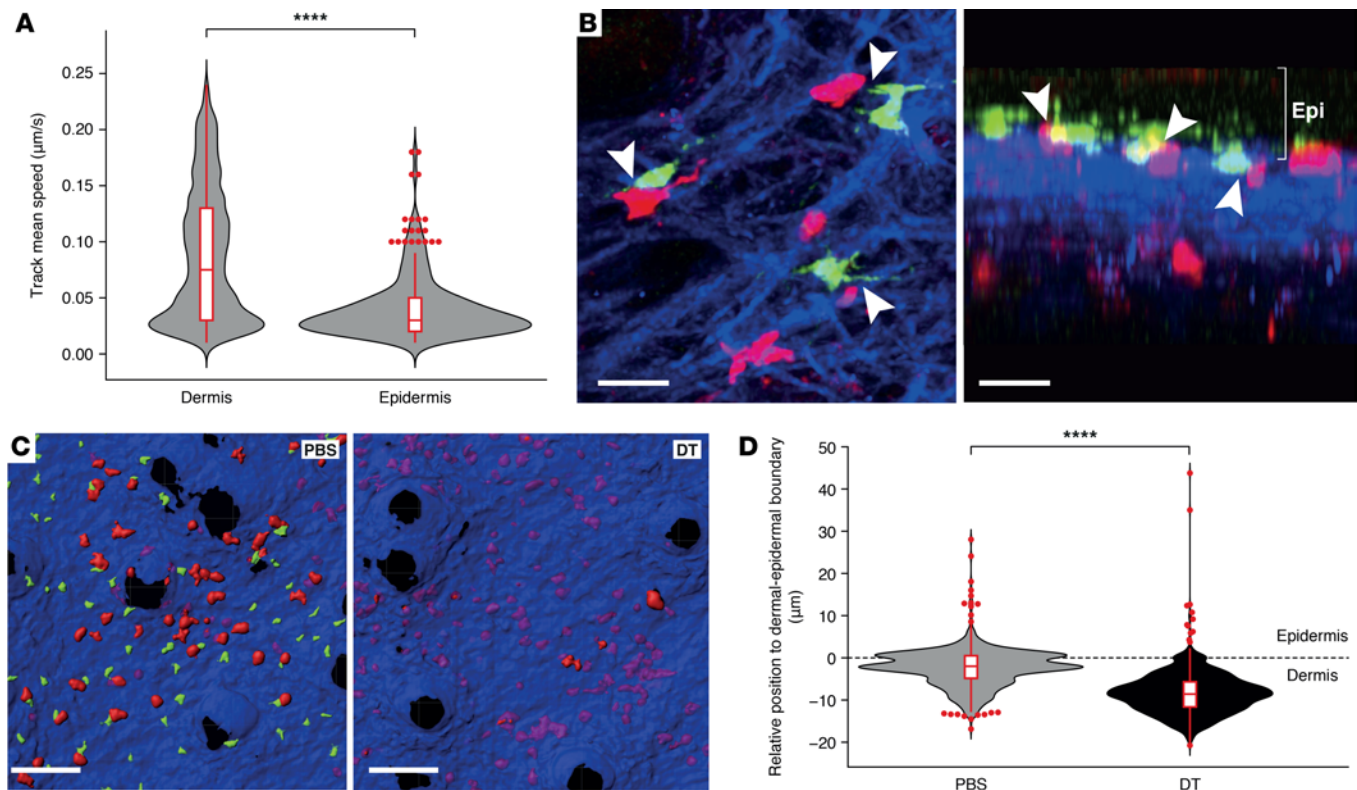 A
****
Track mean speed (µm/s)
0.25
0.20
0.15
0.10
0.05
0.00
Dermis
Epidermis
B
Epi
C
PBS
DT
D
****
Relative position to dermal-epidermal boundary
(µm)
50
40
30
20
10
0
−10
−20
Epidermis
Dermis
PBS
DT